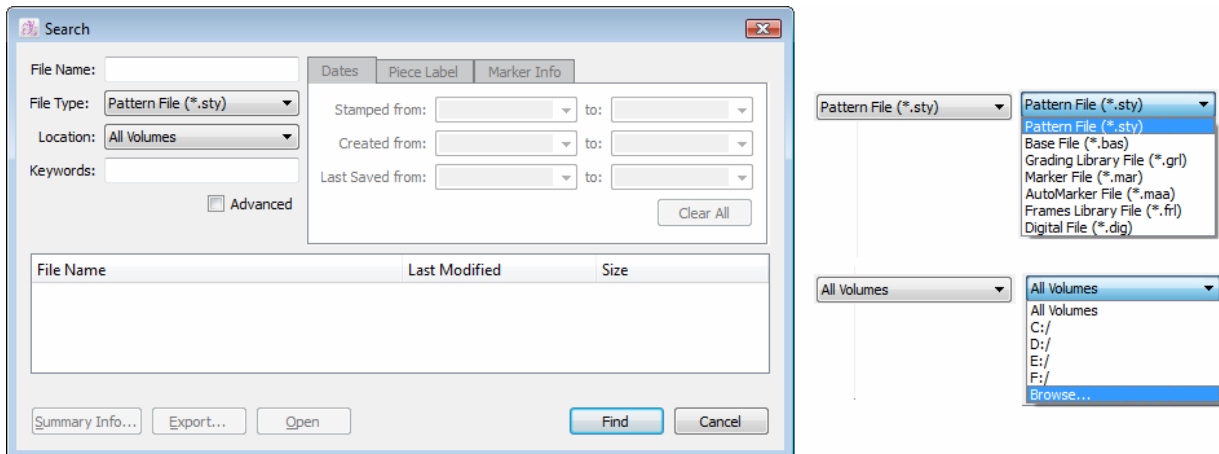 Search
File Name:
File Type: Pattern File (*.sty)
Location: All Volumes
Keywords:
Advanced
Dates Piece Label Marker Info
Stamped from: to:
Created from: to:
Last Saved from: to:
Clear All
File Name Last Modified Size
Summary Info... Export... Open Find Cancel
Pattern File (*.sty)
Pattern File (*.sty)
Pattern File (*.sty)
Base File (*.bas)
Grading Library File (*.grl)
Marker File (*.mar)
AutoMarker File (*.maa)
Frames Library File (*.frl)
Digital File (*.dig)
All Volumes
All Volumes
All Volumes
C:/
D:/
E:/
F:/
Browse...